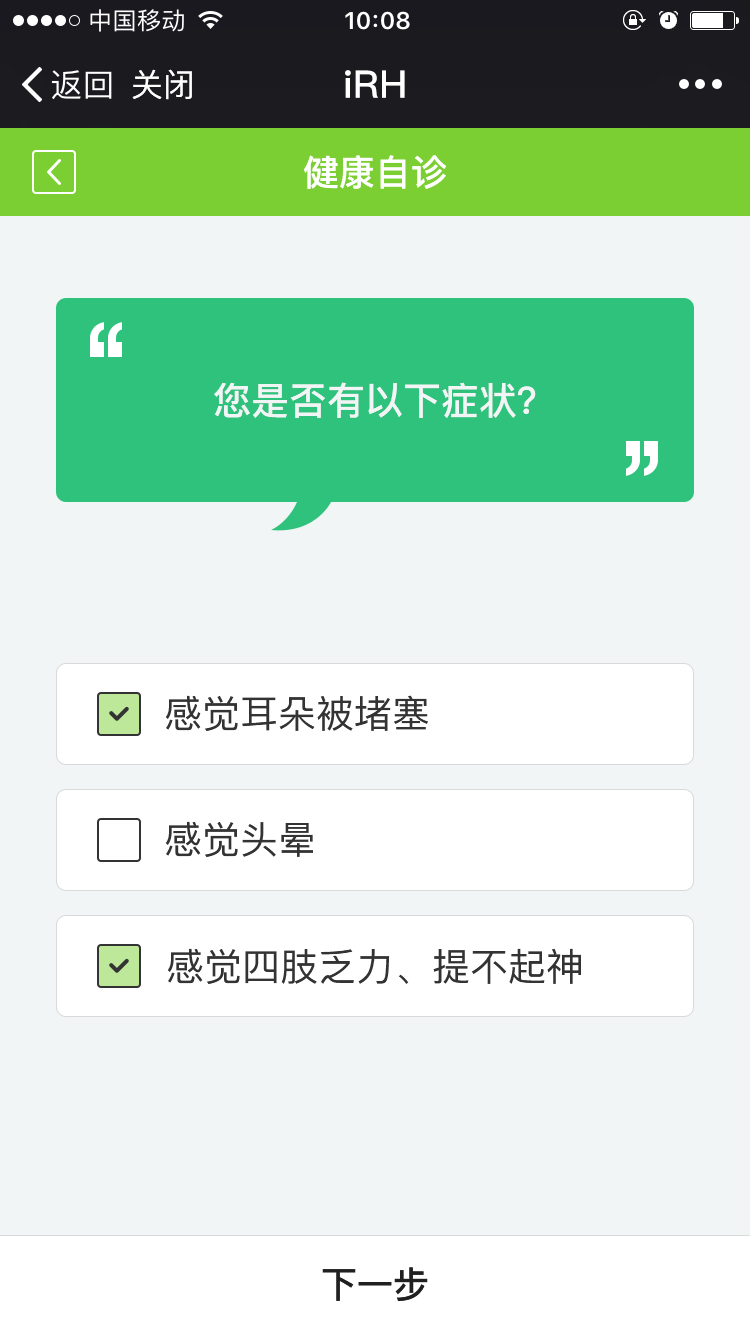 中国移动 10:08
返回 关闭 iRH
健康自诊
“
您是否有以下症状?
”
感觉耳朵被堵塞
感觉头晕
感觉四肢乏力、提不起神
下一步